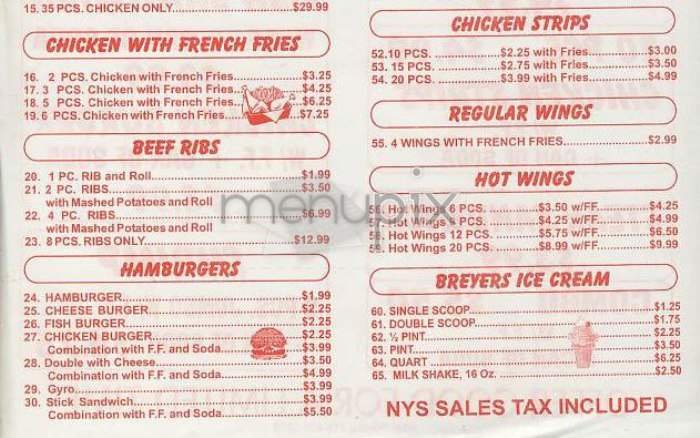 15. 35 PCS. CHICKEN ONLY $29.99
CHICKEN WITH FRENCH FRIES
16. 2 PCS. Chicken with French Fries $3.25
17. 3 PCS. Chicken with French Fries $4.25
18. 5 PCS. Chicken with French Fries $6.25
19. 6 PCS. Chicken with French Fries $7.25
BEEF RIBS
20. 1 PC. RIB and Roll $1.99
21. 2 PC. RIBS $3.50
with Mashed Potatoes and Roll
22. 4 PC. RIBS $6.99
with Mashed Potatoes and Roll
23. 8 PCS. RIBS ONLY $12.99
HAMBURGERS
24. HAMBURGER $1.99
25. CHEESE BURGER $2.25
26. FISH BURGER $2.25
27. CHICKEN BURGER $2.25
Combination with F.F. and Soda $3.99
28. Double with Cheese $3.50
Combination with F.F. and Soda $4.99
29. Gyro $3.99
30. Stick Sandwich $3.99
Combination with F.F. and Soda $5.50
CHICKEN STRIPS
52. 10 PCS. $2.25 with Fries $3.00
53. 15 PCS. $2.75 with Fries $3.50
54. 20 PCS. $3.99 with Fries $4.99
REGULAR WINGS
55. 4 WINGS WITH FRENCH FRIES $2.99
HOT WINGS
56. Hot Wings 6 PCS. $3.50 w/FF $4.25
57. Hot Wings 8 PCS. $4.25 w/FF $4.99
58. Hot Wings 12 PCS. $5.75 w/FF $6.50
59. Hot Wings 20 PCS. $8.99 w/FF $9.99
BREYERS ICE CREAM
60. SINGLE SCOOP $1.25
61. DOUBLE SCOOP $1.75
62. ½ PINT $2.25
63. PINT $3.50
64. QUART $6.25
65. MILK SHAKE, 16 Oz. $2.50
NYS SALES TAX INCLUDED
menupix